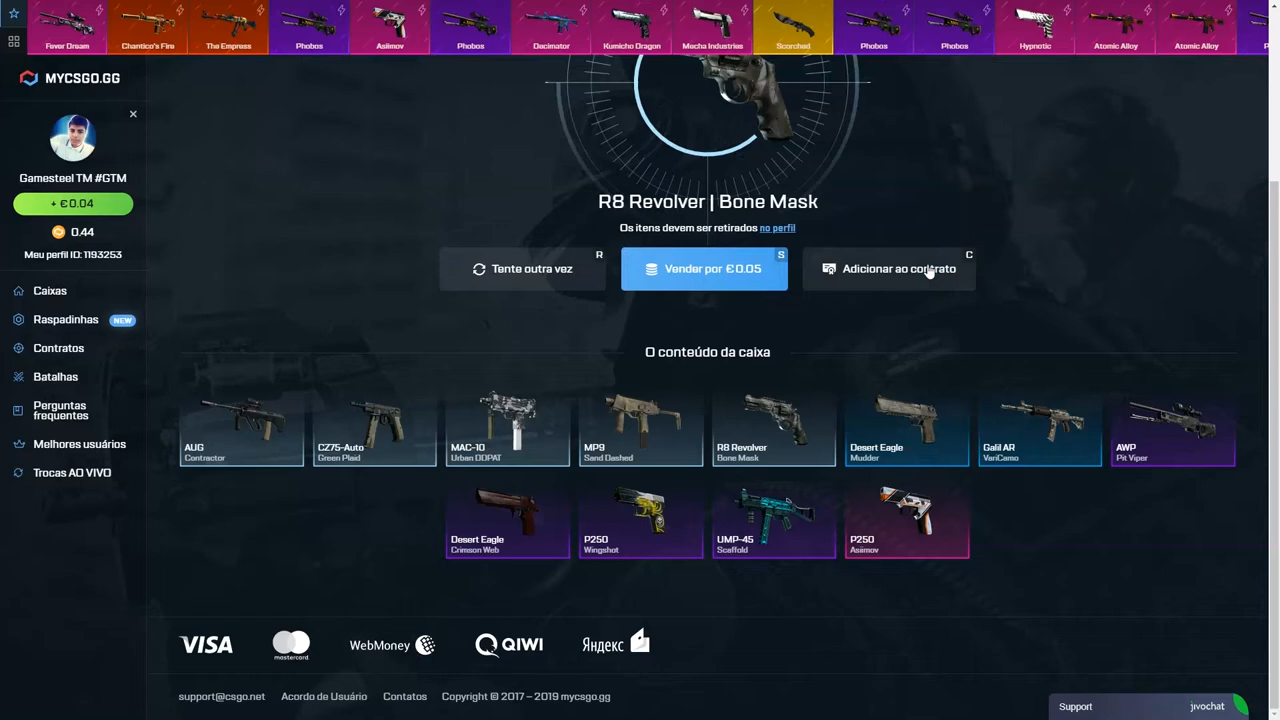 Fever Dream
Chantico's Fire
The Empress
Phobos
Asiimov
Phobos
Decimator
Kumicho Dragon
Mecha Industries
Scorched
Phobos
Phobos
Hypnotic
Atomic Alloy
Atomic Alloy
MYCSGO.GG
Gamesteel TM #GTM
+ €0.04
0.44
Meu perfil ID: 1193253
Caixas
Raspadinhas NEW
Contratos
Batalhas
Perguntas
frequentes
Melhores usuários
Trocas AO VIVO
R8 Revolver | Bone Mask
Os itens devem ser retirados no perfil
Tente outra vez R
Vender por €0.05 S
Adicionar ao contrato C
O conteúdo da caixa
AUG
Contractor
CZ75-Auto
Green Plaid
MAC-10
Urban DDPAT
MP9
Sand Dashed
R8 Revolver
Bone Mask
Desert Eagle
Mudder
Galil AR
VariCamo
AWP
Pit Viper
Desert Eagle
Crimson Web
P250
Wingshot
UMP-45
Scaffold
P250
Asiimov
VISA
mastercard
WebMoney
QIWI
Яндекс
support@csgo.net
Acordo de Usuário
Contatos
Copyright © 2017 – 2019 mycsgo.gg
Support
jivochat